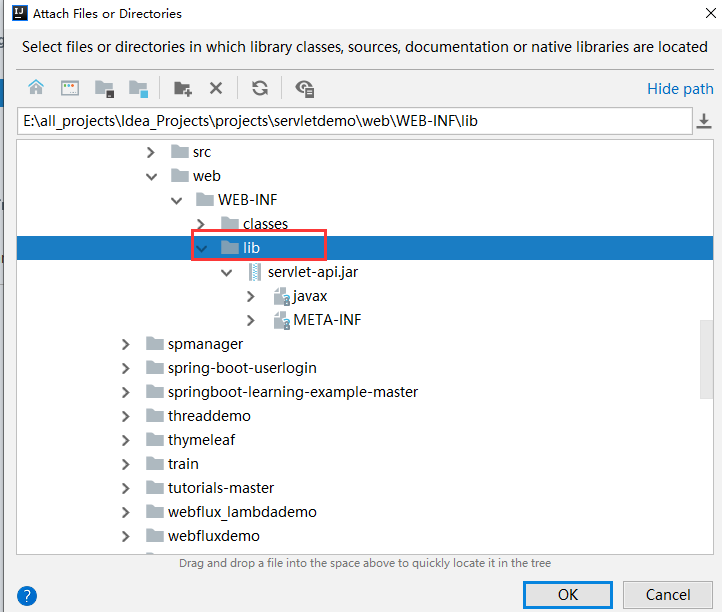 IJ
Attach Files or Directories
Select files or directories in which library classes, sources, documentation or native libraries are located
Hide path
E:\all_projects\Idea_Projects\projects\servletdemo\web\WEB-INF\lib
src
web
WEB-INF
classes
lib
servlet-api.jar
javax
META-INF
spmanager
spring-boot-userlogin
springboot-learning-example-master
threaddemo
thymeleaf
train
tutorials-master
webflux_lambdademo
webfluxdemo
Drag and drop a file into the space above to quickly locate it in the tree
?
OK
Cancel